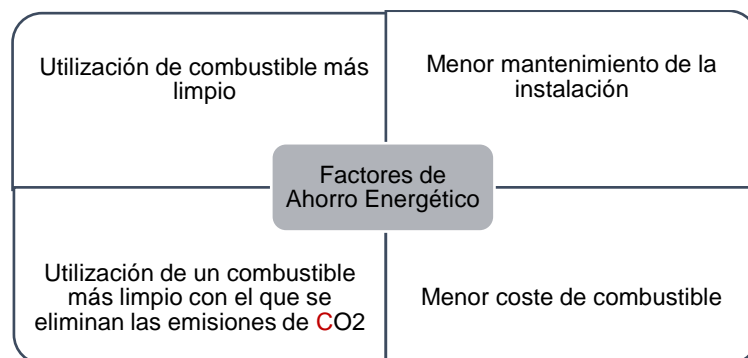 Utilización de combustible más
limpio
Menor mantenimiento de la
instalación
Factores de
Ahorro Energético
Utilización de un combustible
más limpio con el que se
eliminan las emisiones de CO2
Menor coste de combustible